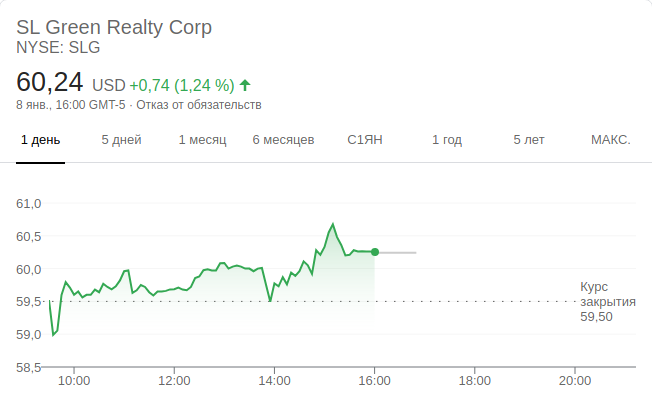 SL Green Realty Corp
NYSE: SLG
60,24 USD +0,74 (1,24 %)
8 янв., 16:00 GMT-5 · Отказ от обязательств
1 день 5 дней 1 месяц 6 месяцев С1ЯН 1 год 5 лет МАКС.
61,0
60,5
60,0
59,5
59,0
58,5
Курс
закрытия
59,50
10:00 12:00 14:00 16:00 18:00 20:00